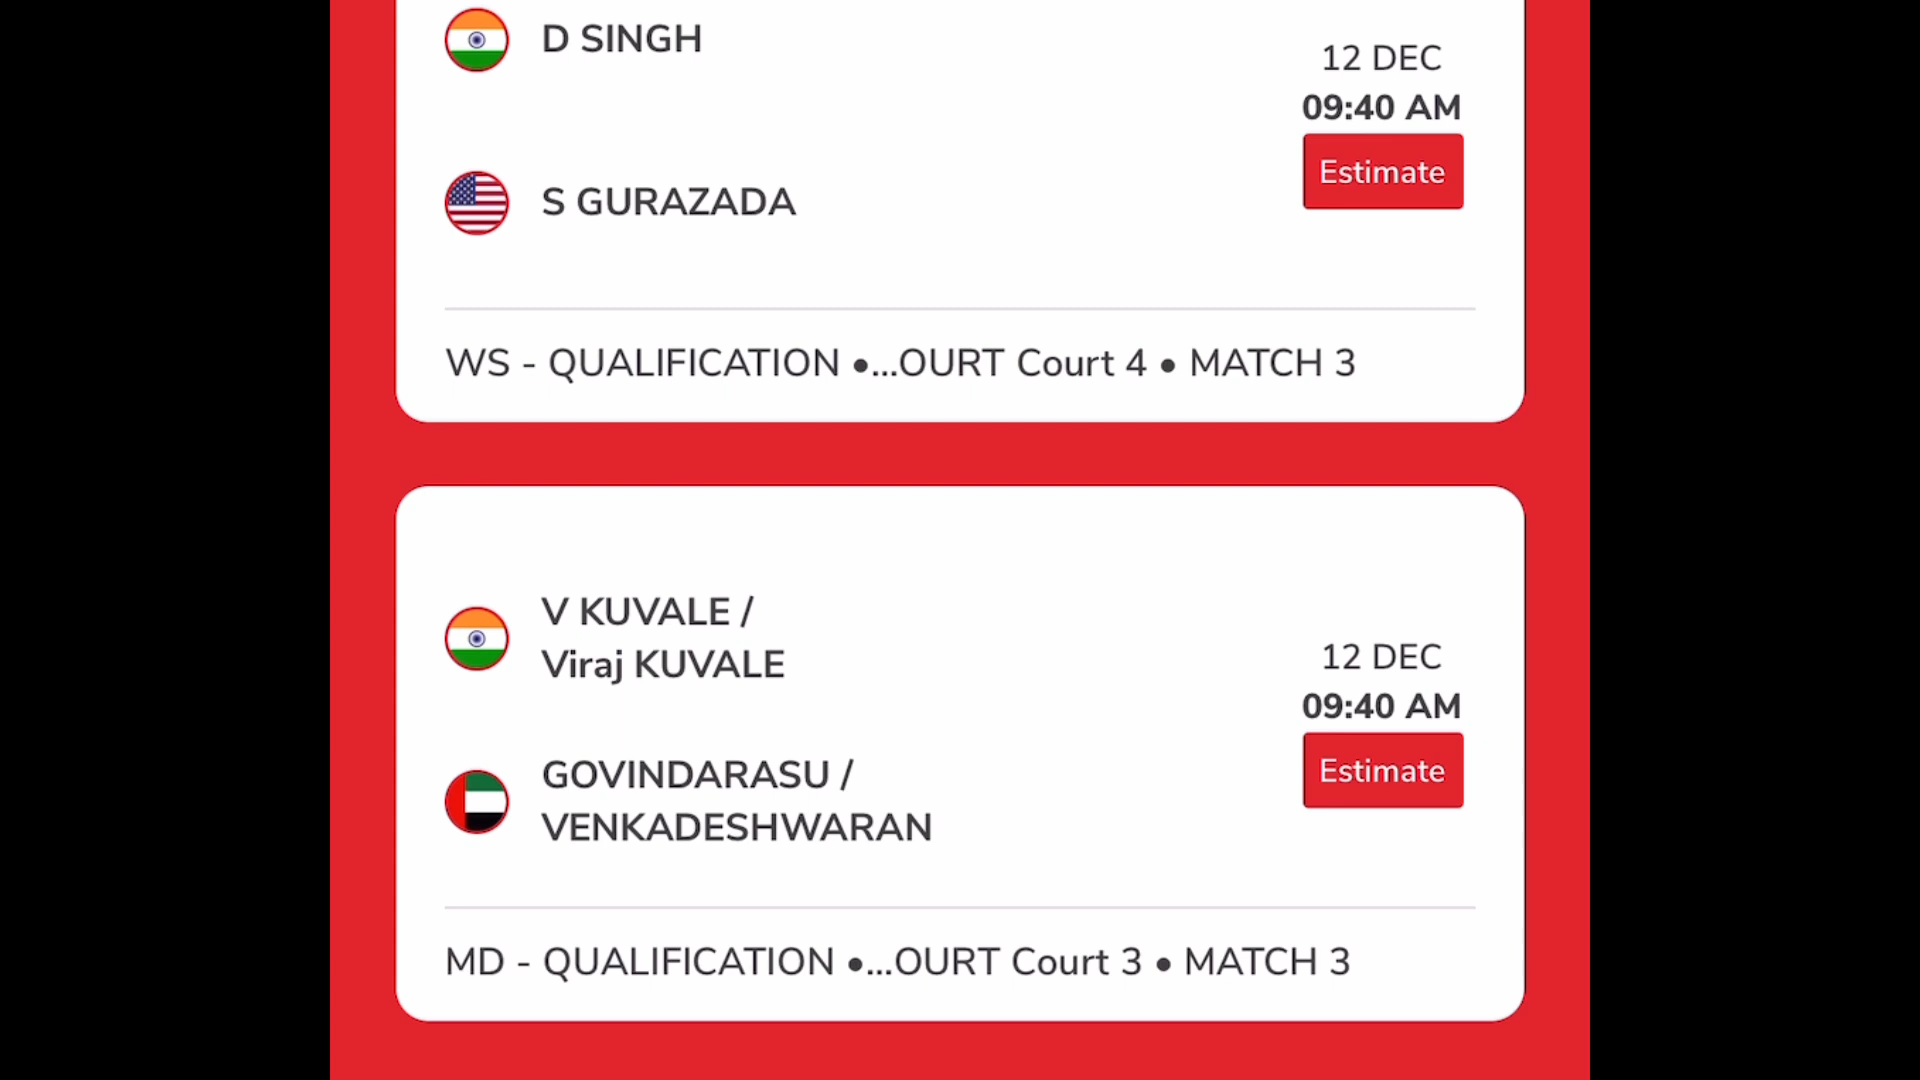 D SINGH
12 DEC
09:40 AM
Estimate
S GURAZADA
WS - QUALIFICATION •...OURT Court 4 • MATCH 3
V KUVALE /
Viraj KUVALE
12 DEC
09:40 AM
Estimate
GOVINDARASU /
VENKADESHWARAN
MD - QUALIFICATION •...OURT Court 3 • MATCH 3